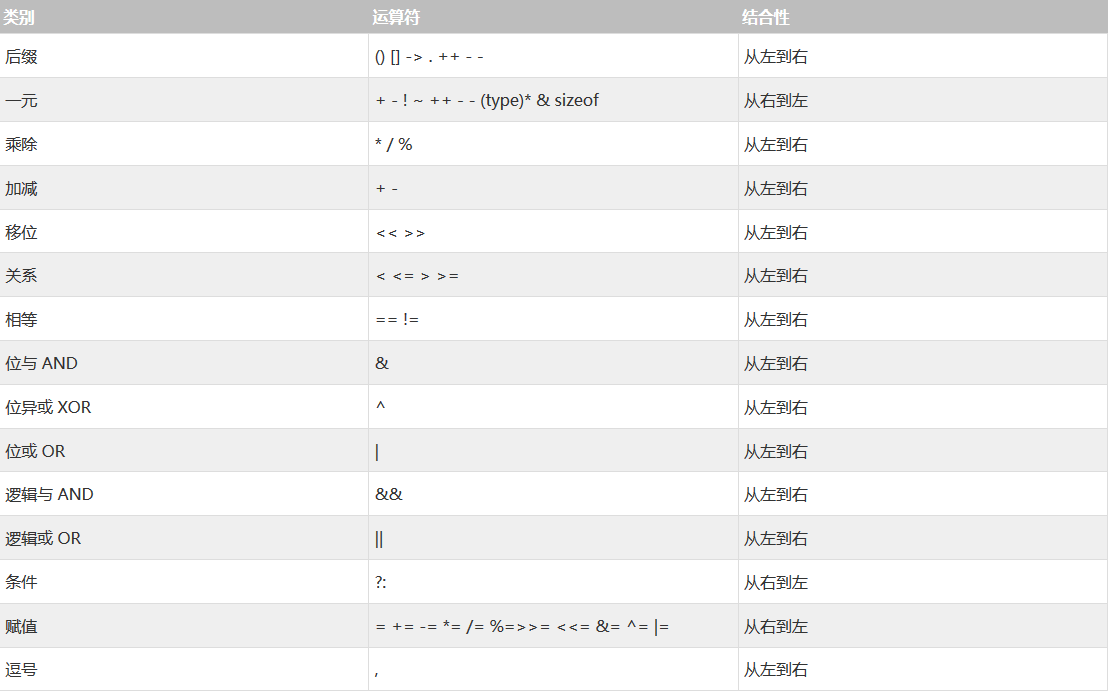 类别 运算符 结合性
后缀 () [] -> . ++ - - 从左到右
一元 + - ! ~ ++ - - (type)* & sizeof 从右到左
乘除 * / % 从左到右
加减 + - 从左到右
移位 << >> 从左到右
关系 < <= > >= 从左到右
相等 == != 从左到右
位与 AND & 从左到右
位异或 XOR ^ 从左到右
位或 OR | 从左到右
逻辑与 AND && 从左到右
逻辑或 OR || 从左到右
条件 ?: 从右到左
赋值 = += -= *= /= %=>>= <<= &= ^= |= 从右到左
逗号 , 从左到右